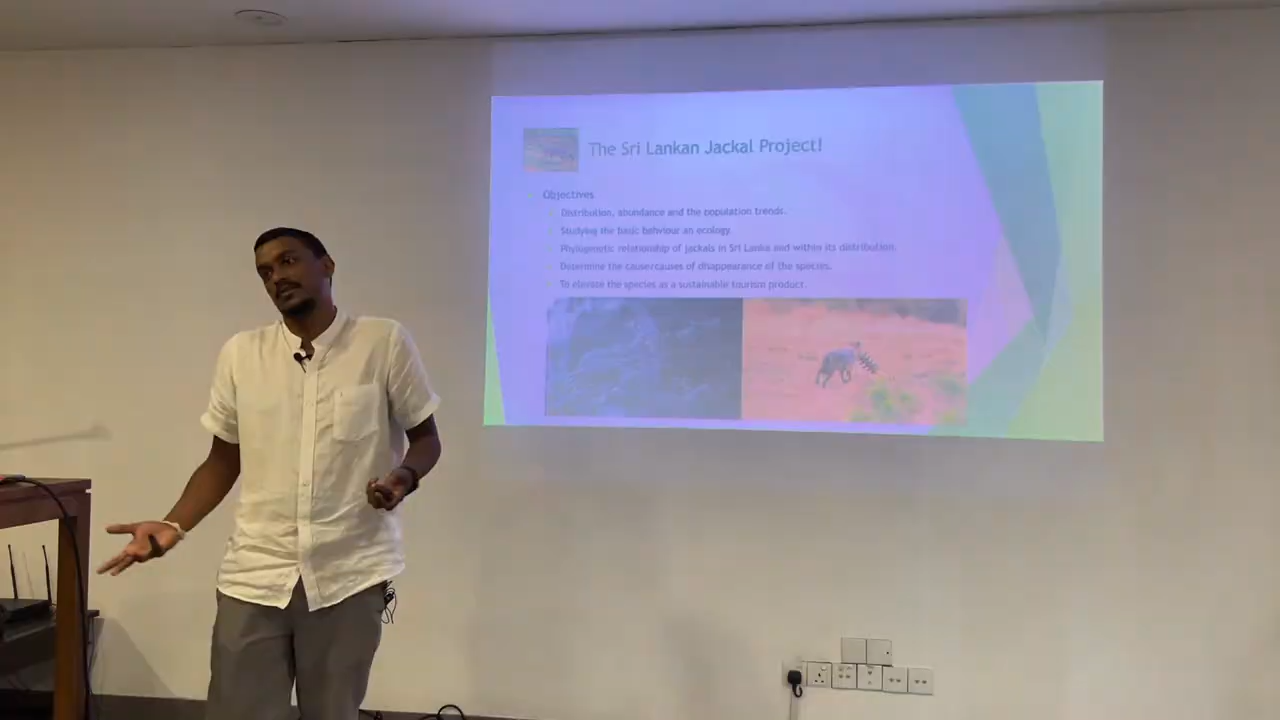 The Sri Lankan Jackal Project!
Objectives
Distribution, abundance and the population trends.
Studying the basic behviour an ecology.
Phylogenetic relationship of jackals in Sri Lanka and within its distribution.
Determine the cause/causes of disappearance of the species.
To elevate the species as a sustainable tourism product.